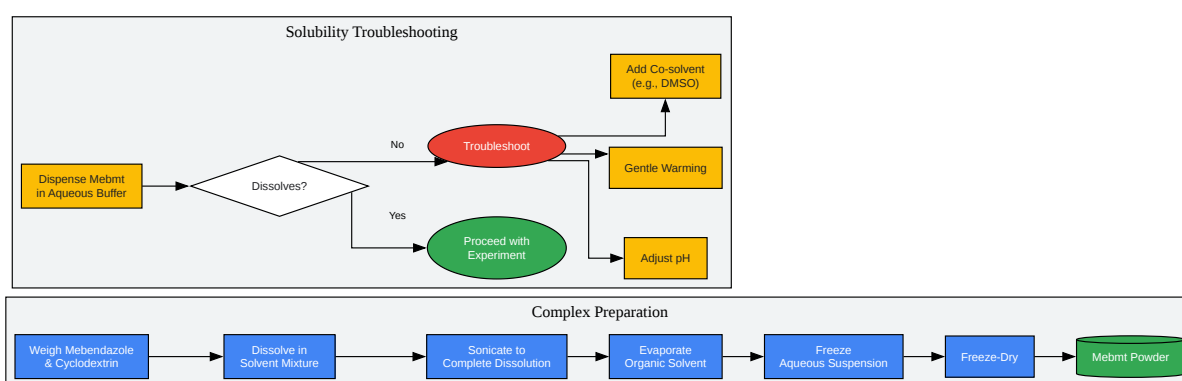 Solubility Troubleshooting
Add Co-solvent
(e.g., DMSO)
No
Troubleshoot
Gentle Warming
Dispense Mebmt
in Aqueous Buffer
Dissolves?
Yes
Proceed with
Experiment
Adjust pH
Complex Preparation
Weigh Mebendazole
& Cyclodextrin
Dissolve in
Solvent Mixture
Sonicate to
Complete Dissolution
Evaporate
Organic Solvent
Freeze
Aqueous Suspension
Freeze-Dry
Mebmt Powder